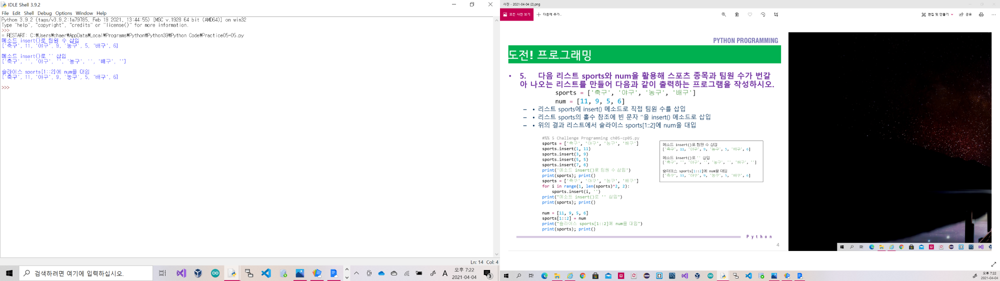 IDLE Shell 3.9.2
File Edit Shell Debug Options Window Help
Python 3.9.2 (tags/v3.9.2:1a79785, Feb 19 2021, 13:44:55) [MSC v.1928 64 bit (AMD64)] on win32
Type "help", "copyright", "credits" or "license()" for more information.
>>>
= RESTART: C:₩Users₩chaer₩AppData₩Local₩Programs₩Python₩Python39₩Python Code₩Practice05-05.py
메소드 insert()로 팀원 수 삽입
['축구', 11, '야구', 9, '농구', 5, '배구', 6]
메소드 insert()로 '' 삽입
['축구', '', '야구', '', '농구', '', '배구', '']
슬라이스 sports[1::2]에 num을 대입
['축구', 11, '야구', 9, '농구', 5, '배구', 6]
>>>
Ln: 14 Col: 4
검색하려면 여기에 입력하십시오.
A
오후 7:22
2021-04-04
3
사진 - 2021-04-04 (2).png
모든 사진 보기
다음에 추가..
편집 및 만들기
공유
PYTHON PROGRAMMING
도전! 프로그래밍
• 5. 다음 리스트 sports와 num을 활용해 스포츠 종목과 팀원 수가 번갈
아 나오는 리스트를 만들어 다음과 같이 출력하는 프로그램을 작성하시오.
sports = ['축구', '야구', '농구', '배구']
num = [11, 9, 5, 6]
– • 리스트 sports에 insert() 메소드로 직접 팀원 수를 삽입
– • 리스트 sports의 홀수 참조에 빈 문자 ''을 insert() 메소드로 삽입
– • 위의 결과 리스트에서 슬라이스 sports[1::2]에 num을 대입
#%% 5 Challenge Programming ch05-cp05.py
sports = ['축구', '야구', '농구', '배구']
sports.insert(1, 11)
sports.insert(3, 9)
sports.insert(5, 5)
sports.insert(7, 6)
print('메소드 insert()로 팀원 수 삽입')
print(sports); print()
sports = ['축구', '야구', '농구', '배구']
for i in range(1, len(sports)*2, 2):
sports.insert(i, '')
print("메소드 insert()로 '' 삽입")
print(sports); print()
num = [11, 9, 5, 6]
sports[1::2] = num
print("슬라이스 sports[1::2]에 num을 대입")
print(sports); print()
메소드 insert()로 팀원 수 삽입
['축구', 11, '야구', 9, '농구', 5, '배구', 6]
메소드 insert()로 '' 삽입
['축구', '', '야구', '', '농구', '', '배구', '']
슬라이스 sports[1::2]에 num을 대입
['축구', 11, '야구', 9, '농구', 5, '배구', 6]
Python
4
오후 7:22
2021-04-04